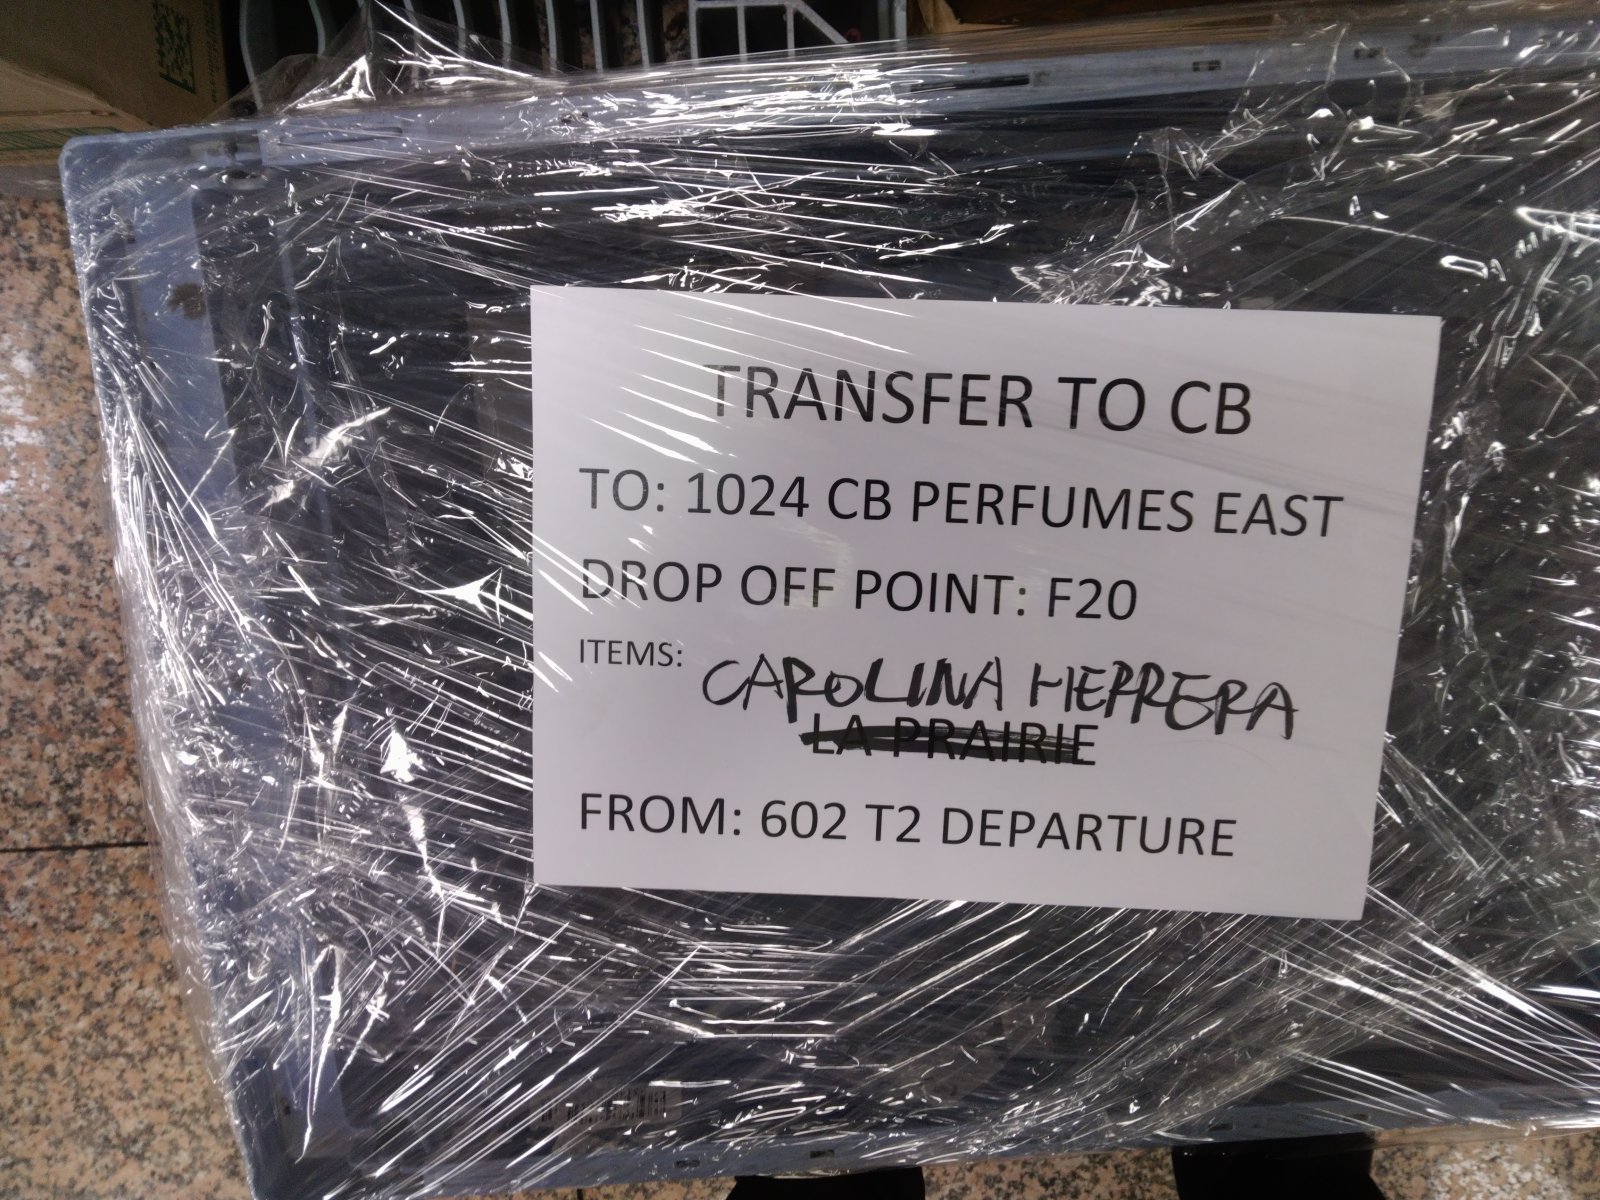 TRANSFER TO CB
TO: 1024 CB PERFUMES EAST
DROP OFF POINT: F20
ITEMS: CAROLINA HERRERA
LA PRAIRIE
FROM: 602 T2 DEPARTURE